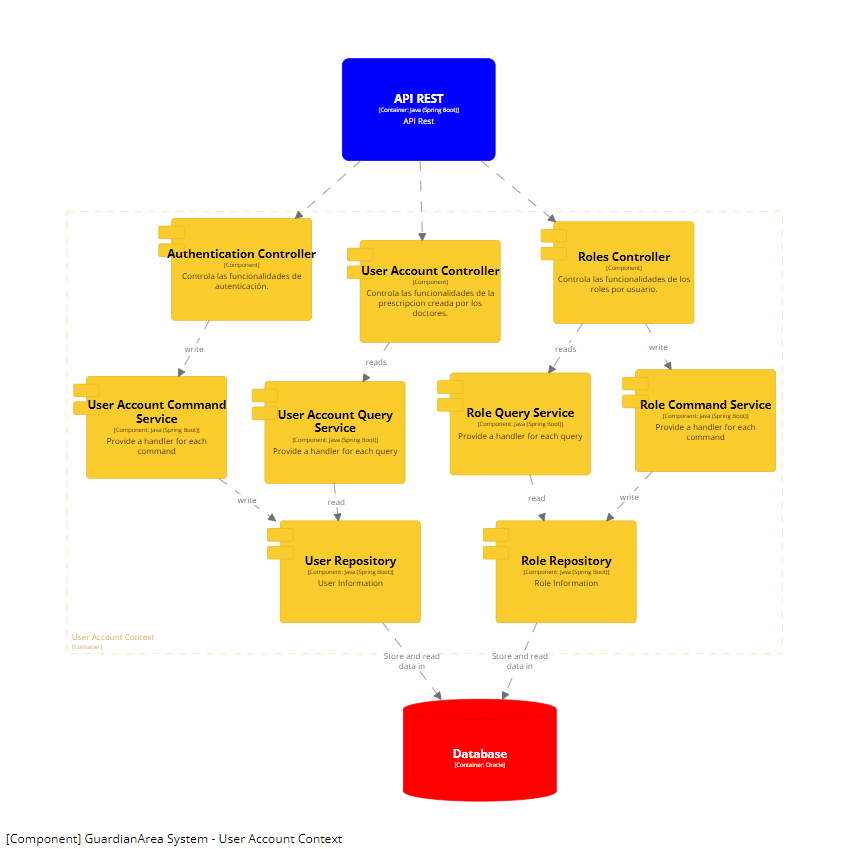 API REST
[Container: Java (Spring Boot)]
API Rest
Authentication Controller
[Component]
Controla las funcionalidades de
autenticación.
User Account Controller
[Component]
Controla las funcionalidades de la
prescripcion creada por los
doctores.
Roles Controller
[Component]
Controla las funcionalidades de los
roles por usuario.
write
reads
reads
write
User Account Command
Service
[Component: Java (Spring Boot)]
Provide a handler for each
command
User Account Query
Service
[Component: Java (Spring Boot)]
Provide a handler for each query
Role Query Service
[Component: Java (Spring Boot)]
Provide a handler for each query
Role Command Service
[Component: Java (Spring Boot)]
Provide a handler for each
command
write
read
read
write
User Repository
[Component: Java (Spring Boot)]
User Information
Role Repository
[Component: Java (Spring Boot)]
Role Information
User Account Context
[Container]
Store and read
data in
Store and read
data in
Database
[Container: Oracle]
[Component] GuardianArea System - User Account Context